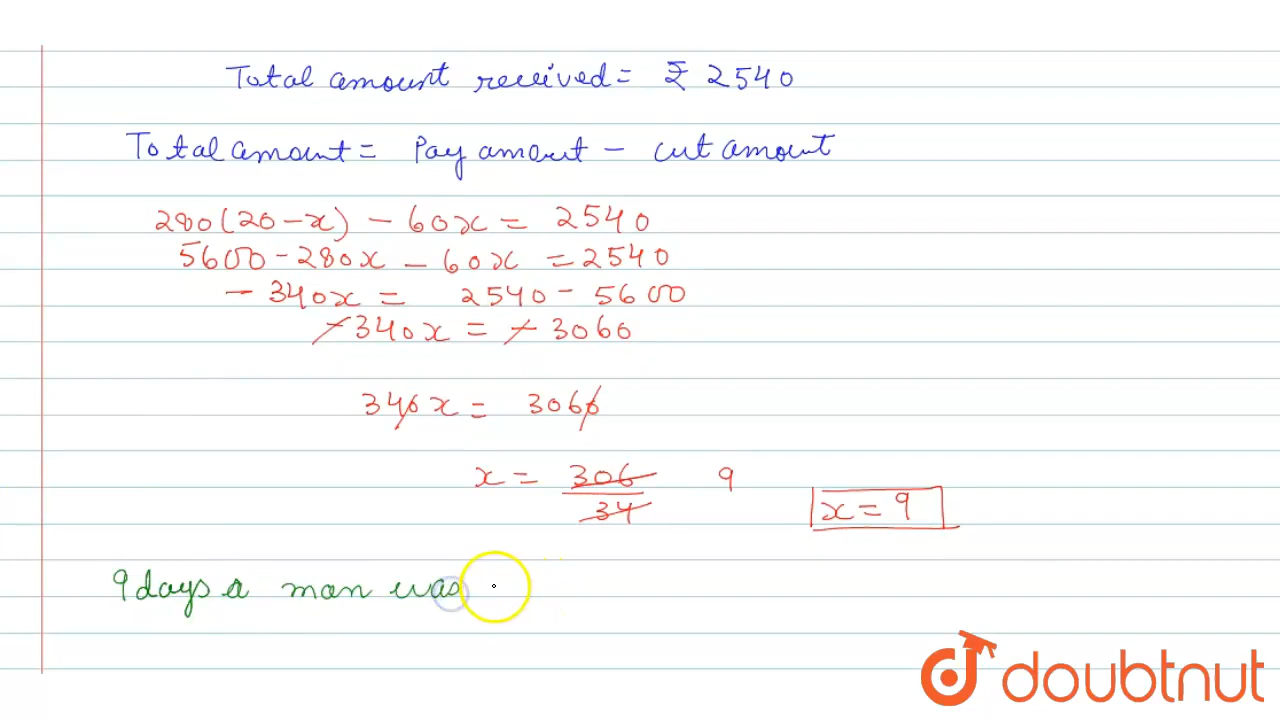 Total amount received = ₹ 2540
Total amount = Pay amount - cut amount
280(20-x) - 60x = 2540
5600 - 280x - 60x = 2540
- 340x = 2540 - 5600
- 340x = - 3060
340x = 3060
x = 306/34 9
x = 9
9 days a man was
doubtnut